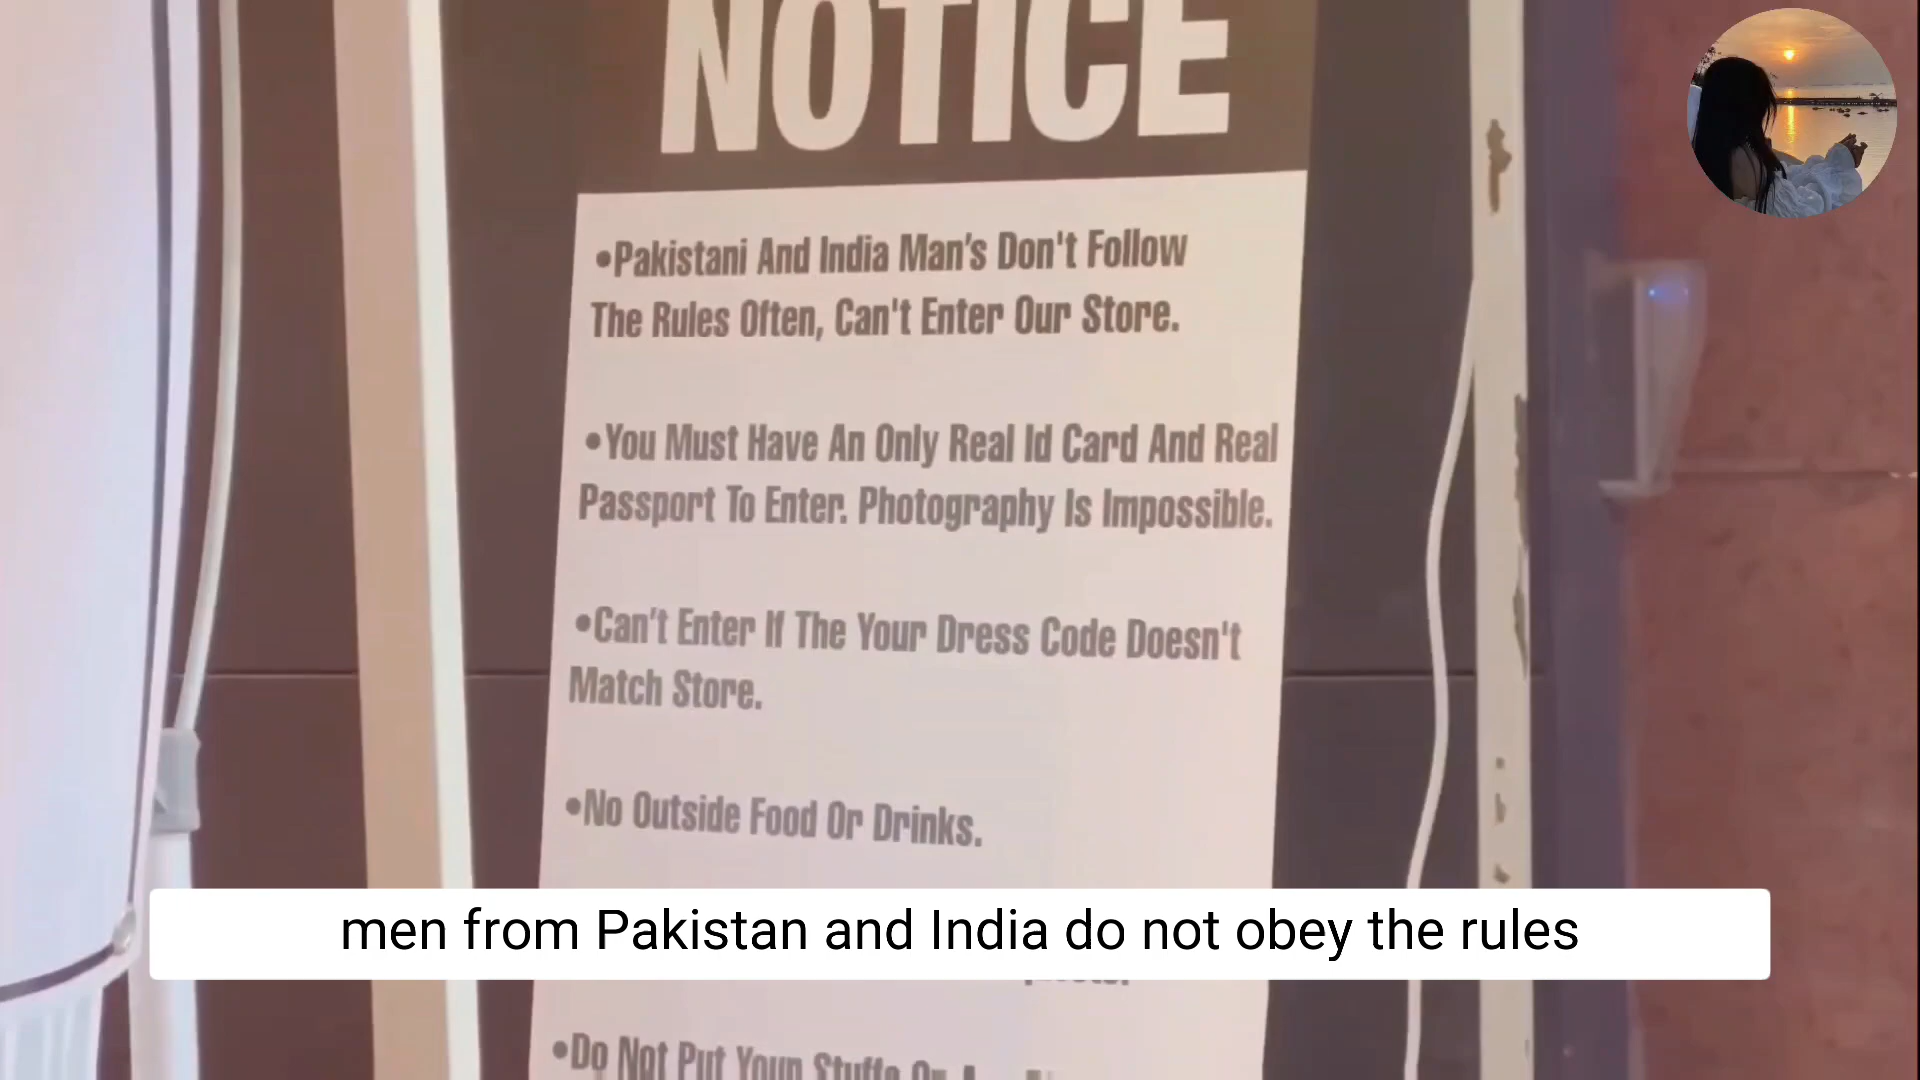 NOTICE
•Pakistani And India Man's Don't Follow
The Rules Often, Can't Enter Our Store.
•You Must Have An Only Real Id Card And Real
Passport To Enter. Photography Is Impossible.
•Can't Enter If The Your Dress Code Doesn't
Match Store.
•No Outside Food Or Drinks.
men from Pakistan and India do not obey the rules
•Do Not Put Your